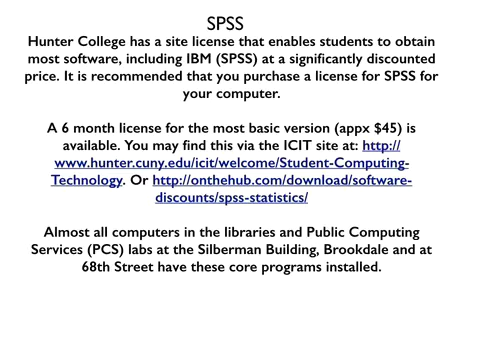 SPSS
Hunter College has a site license that enables students to obtain
most software, including IBM (SPSS) at a significantly discounted
price. It is recommended that you purchase a license for SPSS for
your computer.
A 6 month license for the most basic version (appx $45) is
available. You may find this via the ICIT site at: http://
www.hunter.cuny.edu/icit/welcome/Student-Computing-
Technology. Or http://onthehub.com/download/software-
discounts/spss-statistics/
Almost all computers in the libraries and Public Computing
Services (PCS) labs at the Silberman Building, Brookdale and at
68th Street have these core programs installed.